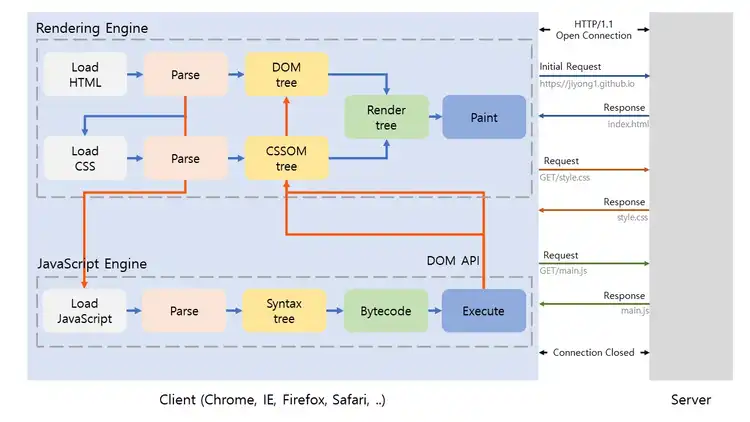 Rendering Engine
Load
HTML
Parse
DOM
tree
Render
tree
Paint
Load
CSS
Parse
CSSOM
tree
JavaScript Engine
DOM API
Load
JavaScript
Parse
Syntax
tree
Bytecode
Execute
HTTP/1.1
Open Connection
Initial Request
https://jiyong1.github.io
Response
index.html
Request
GET/style.css
Response
style.css
Request
GET/main.js
Response
main.js
Connection Closed
Client (Chrome, IE, Firefox, Safari, ..)
Server